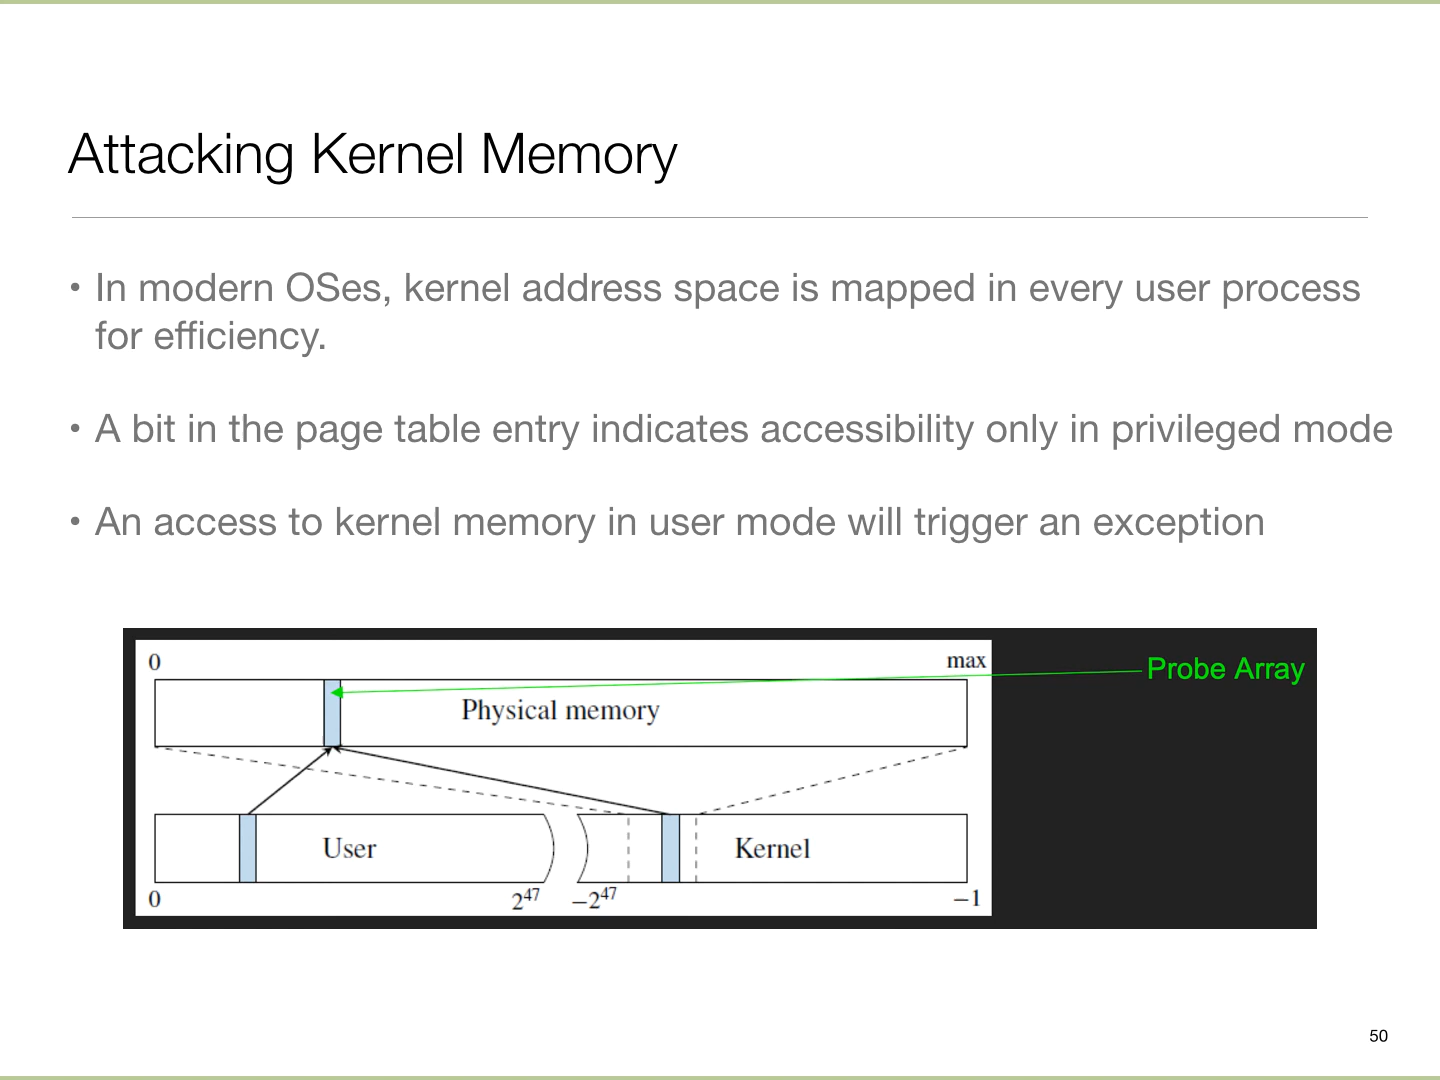 Attacking Kernel Memory
• In modern OSes, kernel address space is mapped in every user process
for efficiency.
• A bit in the page table entry indicates accessibility only in privileged mode
• An access to kernel memory in user mode will trigger an exception
0 max
Probe Array
Physical memory
User Kernel
0 2^47 −2^47 −1
50